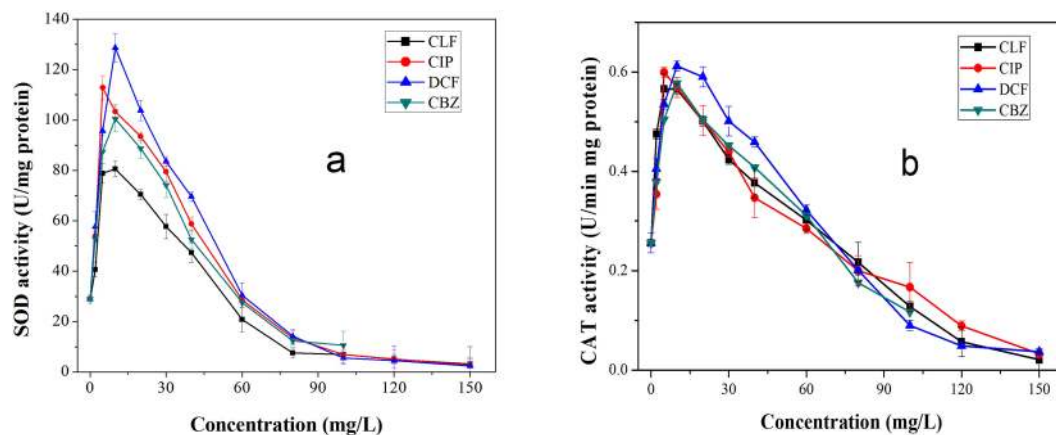 140
120
100
80
60
40
20
0
SOD activity (U/mg protein)
CLF
CIP
DCF
CBZ
a
0 30 60 90 120 150
Concentration (mg/L)
0.6
0.4
0.2
0.0
CAT activity (U/min mg protein)
CLF
CIP
DCF
CBZ
b
0 30 60 90 120 150
Concentration (mg/L)